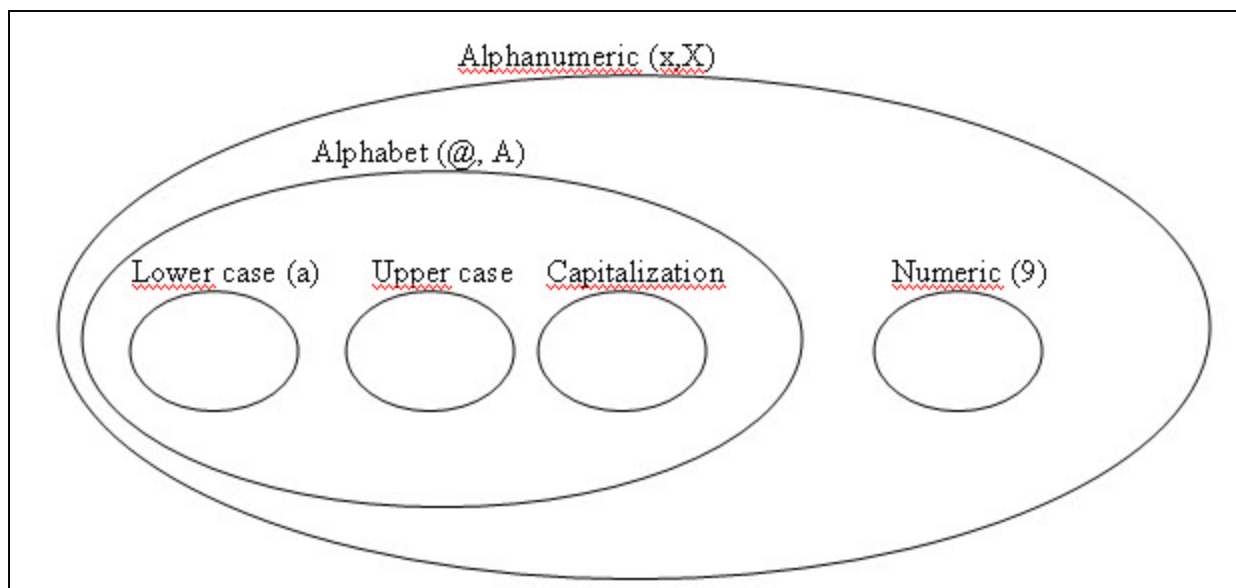 Alphanumeric (x,X)
Alphabet (@, A)
Lower case (a) Upper case Capitalization Numeric (9)